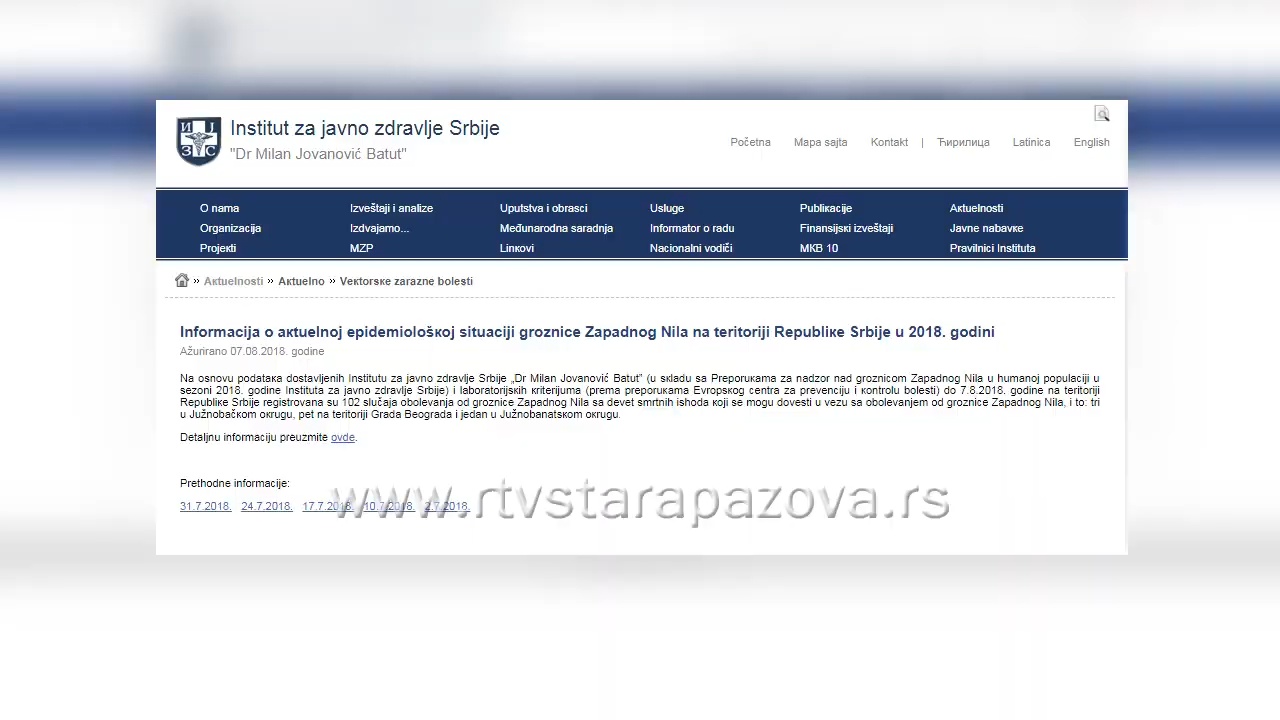 Institut za javno zdravlje Srbije
"Dr Milan Jovanović Batut"
Početna Mapa sajta Kontakt | Ћирилица Latinica English
O nama Izveštaji i analize Uputstva i obrasci Usluge Publikacije Aktuelnosti
Organizacija Izdvajamo... Međunarodna saradnja Informator o radu Finansijski izveštaji Javne nabavke
Projekti MZP Linkovi Nacionalni vodiči MKB 10 Pravilnici Instituta
» Aktuelnosti » Aktuelno » Vektorske zarazne bolesti
Informacija o aktuelnoj epidemiološkoj situaciji groznice Zapadnog Nila na teritoriji Republike Srbije u 2018. godini
Ažurirano 07.08.2018. godine
Na osnovu podataka dostavljenih Institutu za javno zdravlje Srbije „Dr Milan Jovanović Batut" (u skladu sa Preporukama za nadzor nad groznicom Zapadnog Nila u humanoj populaciji u
sezoni 2018. godine Instituta za javno zdravlje Srbije) i laboratorijskih kriterijuma (prema preporukama Evropskog centra za prevenciju i kontrolu bolesti) do 7.8.2018. godine na teritoriji
Republike Srbije registrovana su 102 slučaja obolevanja od groznice Zapadnog Nila sa devet smrtnih ishoda koji se mogu dovesti u vezu sa obolevanjem od groznice Zapadnog Nila, i to: tri
u Južnobačkom okrugu, pet na teritoriji Grada Beograda i jedan u Južnobanatskom okrugu.
Detaljnu informaciju preuzmite ovde.
Prethodne informacije:
31.7.2018. 24.7.2018. 17.7.2018. 10.7.2018. 2.7.2018.
www.rtvstarapazova.rs
ИЈ
ЗС